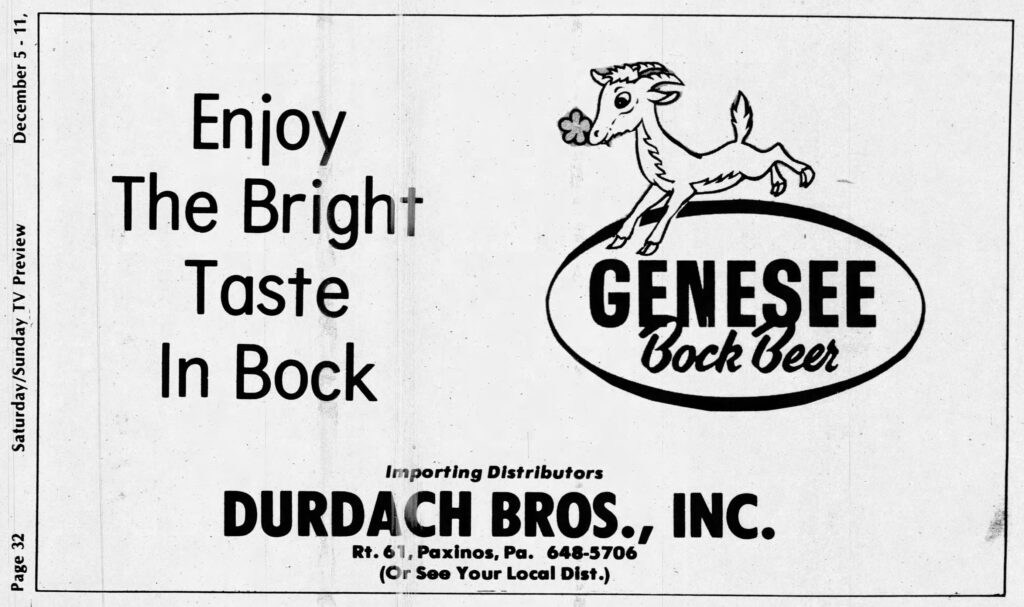 Page 32 Saturday/Sunday TV Preview December 5 - 11,
Enjoy
The Bright
Taste
In Bock
GENESEE
Bock Beer
Importing Distributors
DURDACH BROS., INC.
Rt. 61, Paxinos, Pa. 648-5706
(Or See Your Local Dist.)